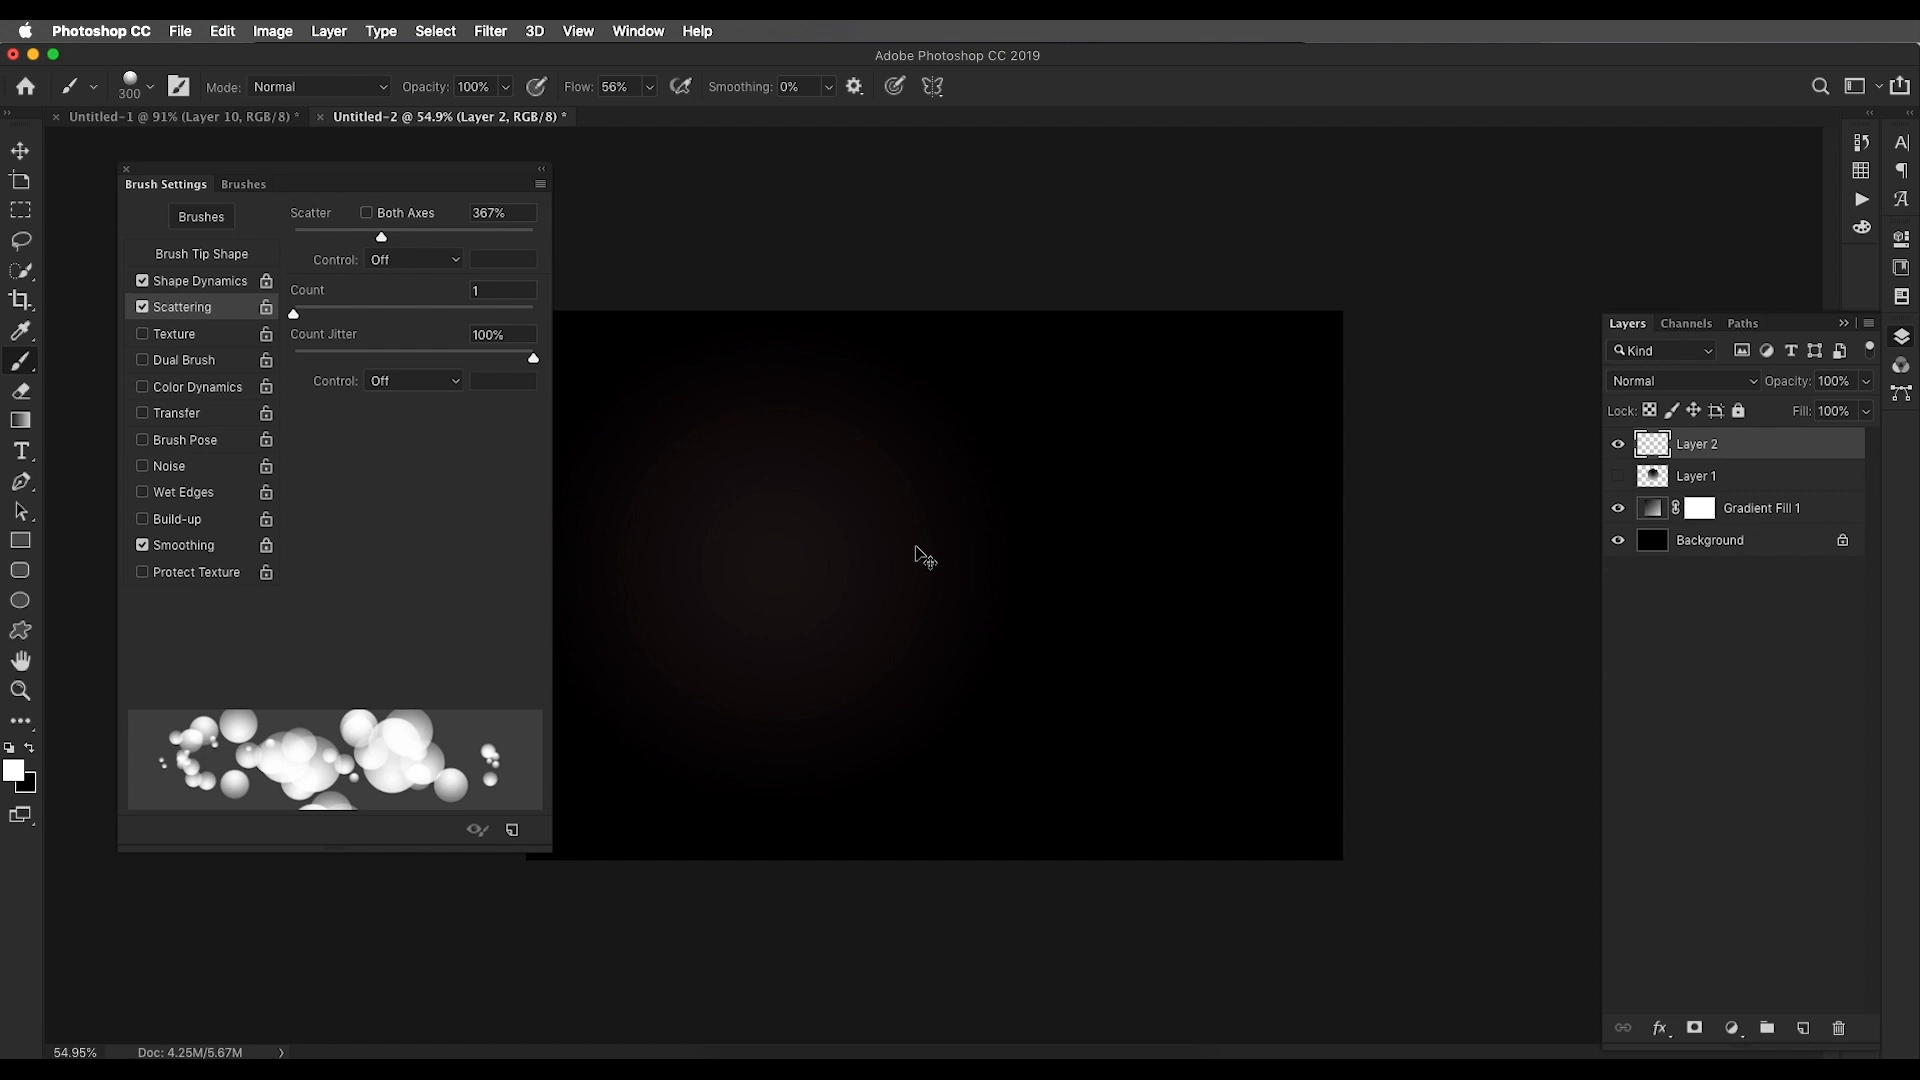 Photoshop CC File Edit Image Layer Type Select Filter 3D View Window Help
Adobe Photoshop CC 2019
300 Mode: Normal Opacity: 100% Flow: 56% Smoothing: 0%
Untitled-1 @ 91% (Layer 10, RGB/8) * Untitled-2 @ 54.9% (Layer 2, RGB/8) *
Brush Settings Brushes
Brushes
Brush Tip Shape
Shape Dynamics
Scattering
Texture
Dual Brush
Color Dynamics
Transfer
Brush Pose
Noise
Wet Edges
Build-up
Smoothing
Protect Texture
Scatter Both Axes 367%
Control: Off
Count 1
Count Jitter 100%
Control: Off
Layers Channels Paths
Kind
Normal Opacity: 100%
Lock: Fill: 100%
Layer 2
Layer 1
Gradient Fill 1
Background
fx
54.95% Doc: 4.25M/5.67M